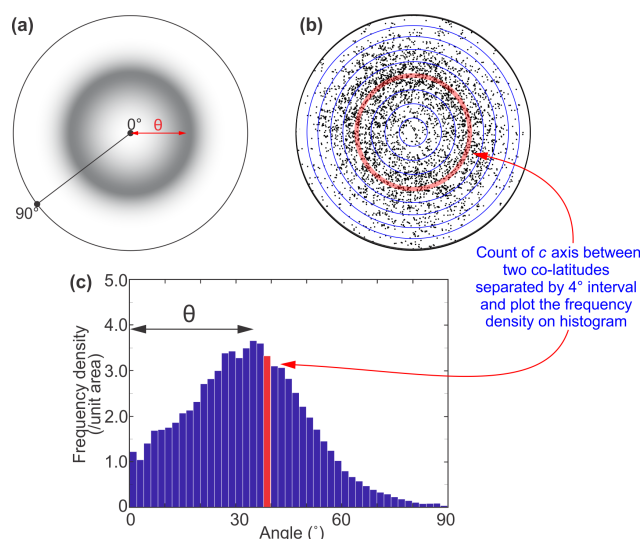 (a)
(b)
0°
θ
90°
Count of c axis between
two co-latitudes
separated by 4° interval
and plot the frequency
density on histogram
(c)
5.0
θ
4.0
3.0
2.0
1.0
0
Frequency density
(/unit area)
0
30
60
90
Angle (°)